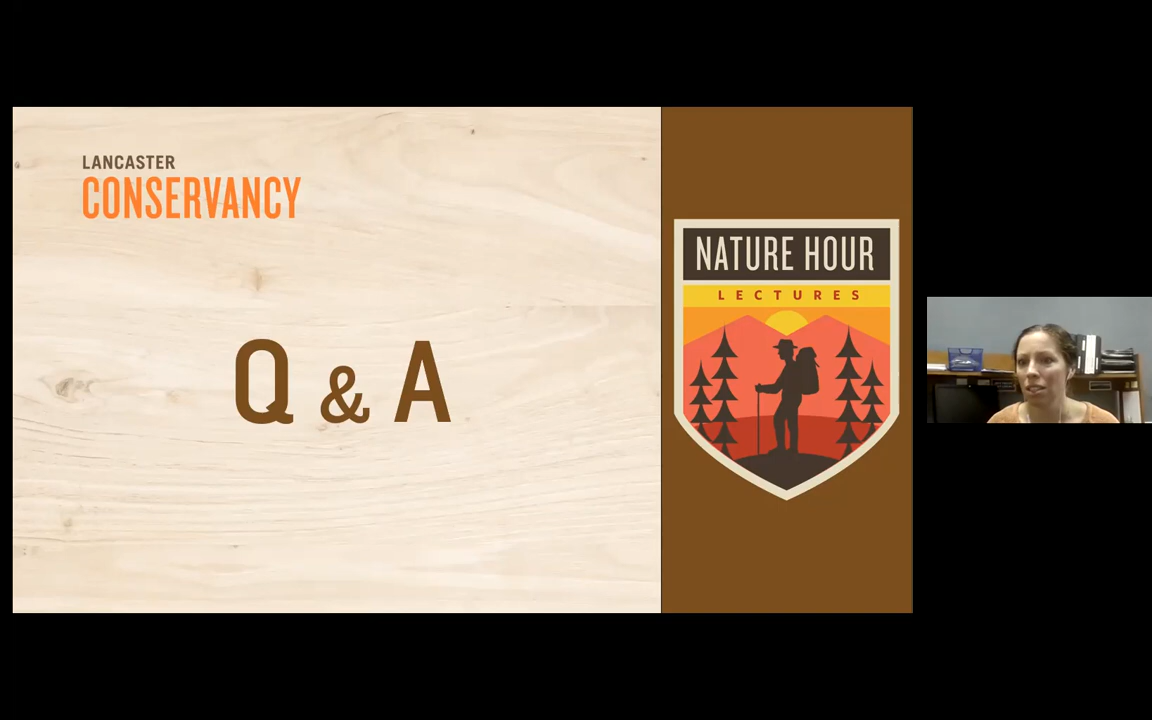 LANCASTER
CONSERVANCY
Q & A
NATURE HOUR
LECTURES